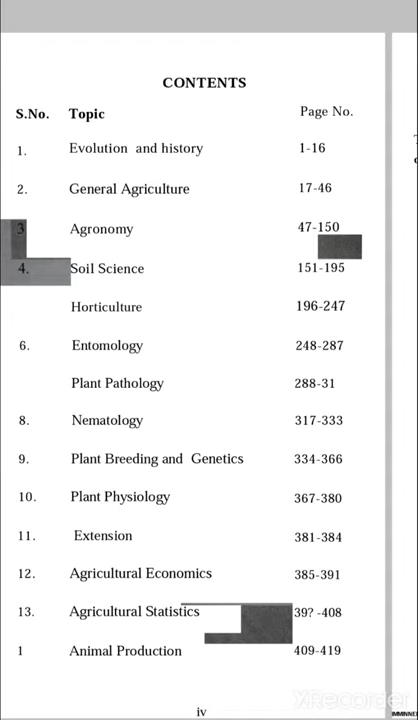 CONTENTS
S.No. Topic Page No.
1. Evolution and history 1-16
2. General Agriculture 17-46
3 Agronomy 47-150
4. Soil Science 151-195
Horticulture 196-247
6. Entomology 248-287
Plant Pathology 288-31
8. Nematology 317-333
9. Plant Breeding and Genetics 334-366
10. Plant Physiology 367-380
11. Extension 381-384
12. Agricultural Economics 385-391
13. Agricultural Statistics 39? -408
1 Animal Production 409-419
iv
XRecorder